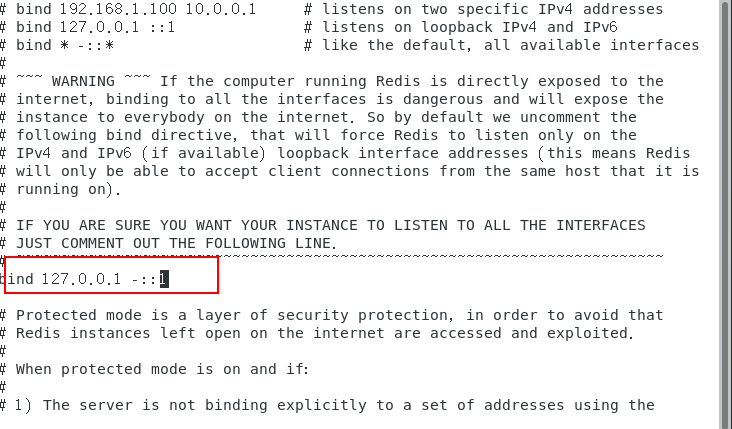 # bind 192.168.1.100 10.0.0.1     # listens on two specific IPv4 addresses
# bind 127.0.0.1 ::1              # listens on loopback IPv4 and IPv6
# bind * -::*                     # like the default, all available interfaces
#
# ~~~ WARNING ~~~ If the computer running Redis is directly exposed to the
# internet, binding to all the interfaces is dangerous and will expose the
# instance to everybody on the internet. So by default we uncomment the
# following bind directive, that will force Redis to listen only on the
# IPv4 and IPv6 (if available) loopback interface addresses (this means Redis
# will only be able to accept client connections from the same host that it is
# running on).
#
# IF YOU ARE SURE YOU WANT YOUR INSTANCE TO LISTEN TO ALL THE INTERFACES
# JUST COMMENT OUT THE FOLLOWING LINE.
# ~~~~~~~~~~~~~~~~~~~~~~~~~~~~~~~~~~~~~~~~~~~~~~~~~~~~~~~~~~~~~~~~~~~~~~~~
bind 127.0.0.1 -::1

# Protected mode is a layer of security protection, in order to avoid that
# Redis instances left open on the internet are accessed and exploited.
#
# When protected mode is on and if:
#
# 1) The server is not binding explicitly to a set of addresses using the